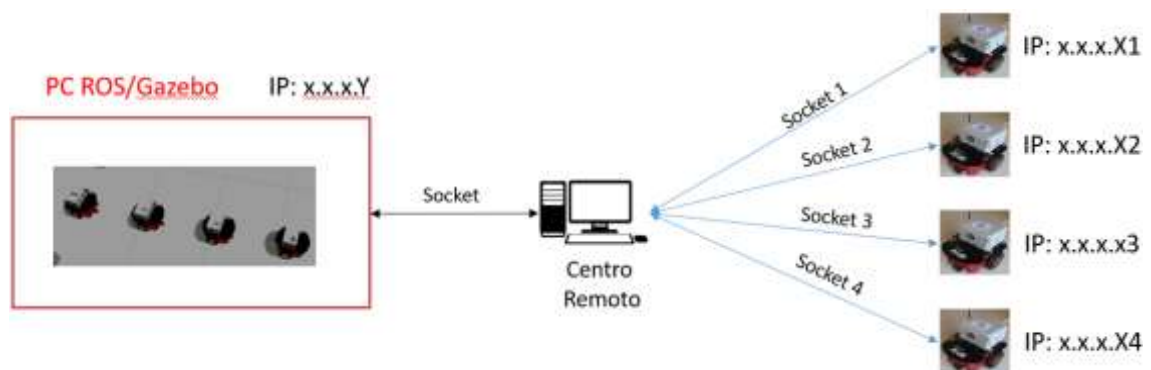 PC ROS/Gazebo IP: x.x.x.Y
Socket
Centro
Remoto
Socket 1
Socket 2
Socket 3
Socket 4
IP: x.x.x.X1
IP: x.x.x.X2
IP: x.x.x.x3
IP: x.x.x.X4